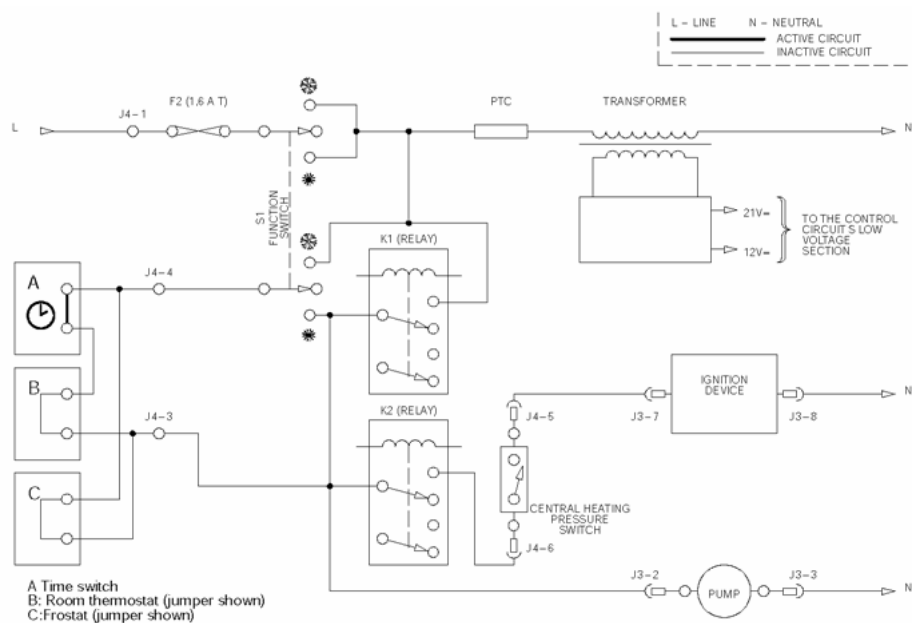 L – LINE N – NEUTRAL
ACTIVE CIRCUIT
INACTIVE CIRCUIT
L
J4–1
F2 (1,6 A T)
PTC
TRANSFORMER
N
S1
FUNCTION
SWITCH
21V=
12V=
TO THE CONTROL
CIRCUIT S LOW
VOLTAGE
SECTION
K1 (RELAY)
A
J4–4
B
J4–3
C
K2 (RELAY)
J4–5
CENTRAL HEATING
PRESSURE
SWITCH
J4–6
J3–7
IGNITION
DEVICE
J3–8
N
J3–2
PUMP
J3–3
N
A Time switch
B: Room thermostat (jumper shown)
C:Frostat (jumper shown)